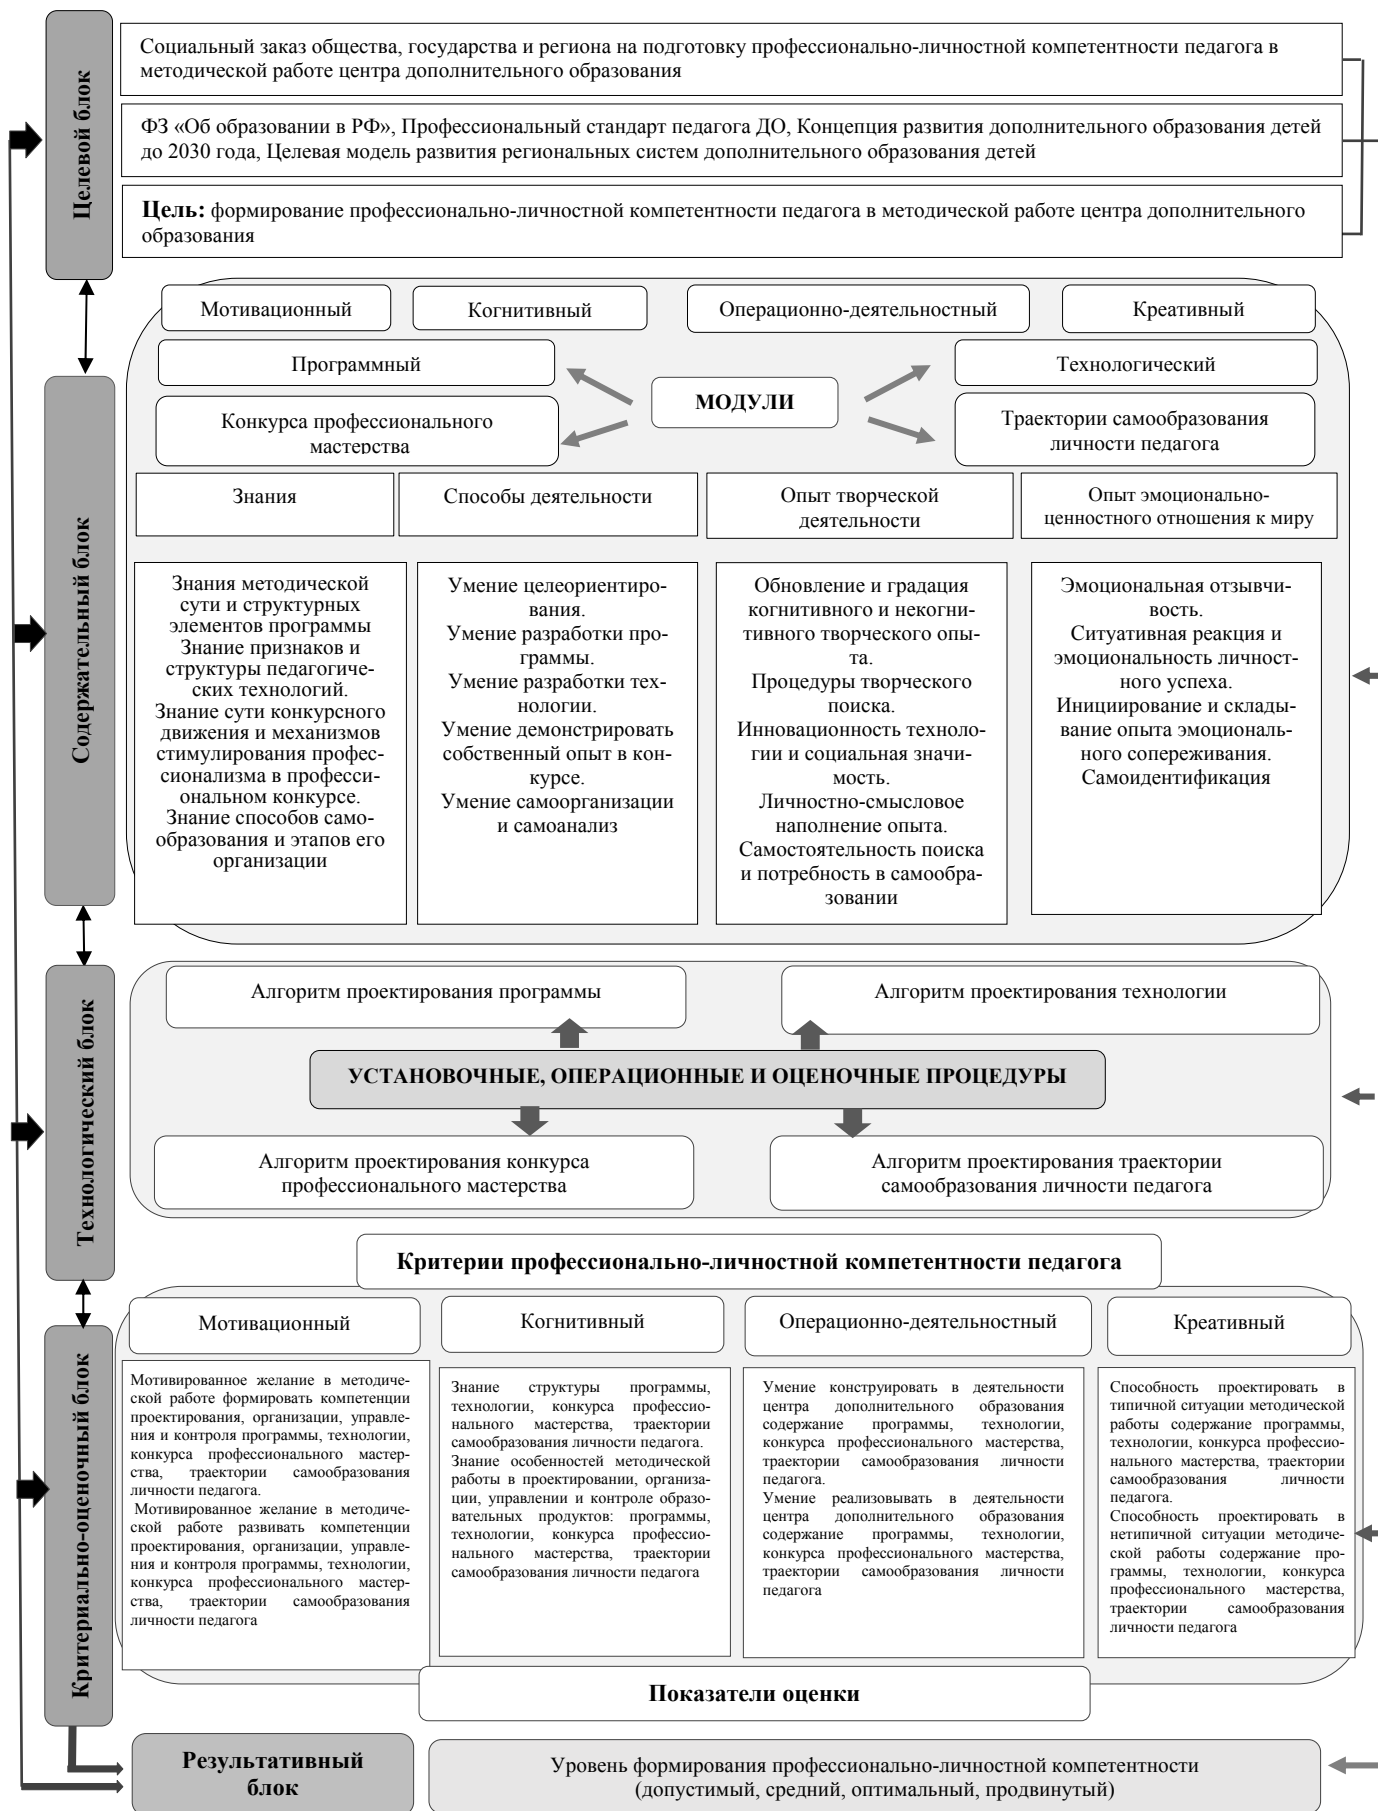 Целевой блок
Социальный заказ общества, государства и региона на подготовку профессионально-личностной компетентности педагога в
методической работе центра дополнительного образования
ФЗ «Об образовании в РФ», Профессиональный стандарт педагога ДО, Концепция развития дополнительного образования детей
до 2030 года, Целевая модель развития региональных систем дополнительного образования детей
Цель: формирование профессионально-личностной компетентности педагога в методической работе центра дополнительного
образования
Содержательный блок
Мотивационный
Когнитивный
Операционно-деятельностный
Креативный
Программный
Технологический
МОДУЛИ
Конкурса профессионального
мастерства
Траектории самообразования
личности педагога
Знания
Способы деятельности
Опыт творческой
деятельности
Опыт эмоционально-
ценностного отношения к миру
Знания методической
сути и структурных
элементов программы
Знание признаков и
структуры педагогиче-
ских технологий.
Знание сути конкурсного
движения и механизмов
стимулирования профес-
сионализма в профессио-
нальном конкурсе.
Знание способов само-
образования и этапов его
организации
Умение целеориентиро-
вания.
Умение разработки про-
граммы.
Умение разработки тех-
нологии.
Умение демонстрировать
собственный опыт в кон-
курсе.
Умение самоорганизации
и самоанализ
Обновление и градация
когнитивного и некогни-
тивного творческого опы-
та.
Процедуры творческого
поиска.
Инновационность техноло-
гии и социальная значи-
мость.
Личностно-смысловое
наполнение опыта.
Самостоятельность поиска
и потребность в самообра-
зовании
Эмоциональная отзывчи-
вость.
Ситуативная реакция и
эмоциональность личност-
ного успеха.
Инициирование и склады-
вание опыта эмоциональ-
ного сопереживания.
Самоидентификация
Технологический блок
Алгоритм проектирования программы
Алгоритм проектирования технологии
УСТАНОВОЧНЫЕ, ОПЕРАЦИОННЫЕ И ОЦЕНОЧНЫЕ ПРОЦЕДУРЫ
Алгоритм проектирования конкурса
профессионального мастерства
Алгоритм проектирования траектории
самообразования личности педагога
Критериально-оценочный блок
Критерии профессионально-личностной компетентности педагога
Мотивационный
Когнитивный
Операционно-деятельностный
Креативный
Мотивированное желание в методиче-
ской работе формировать компетенции
проектирования, организации, управле-
ния и контроля программы, технологии,
конкурса профессионального мастер-
ства, траектории самообразования
личности педагога.
Мотивированное желание в методиче-
ской работе развивать компетенции
проектирования, организации, управле-
ния и контроля программы, технологии,
конкурса профессионального мастер-
ства, траектории самообразования
личности педагога
Знание структуры программы,
технологии, конкурса професси-
онального мастерства, траектории
самообразования личности педагога.
Знание особенностей методической
работы в проектировании, организа-
ции, управлении и контроле образо-
вательных продуктов: программы,
технологии, конкурса профессио-
нального мастерства, траектории
самообразования личности педагога
Умение конструировать в деятельности
центра дополнительного образования
содержание программы, технологии,
конкурса профессионального мастерства,
траектории самообразования личности
педагога.
Умение реализовывать в деятельности
центра дополнительного образования
содержание программы, технологии,
конкурса профессионального мастерства,
траектории самообразования личности
педагога
Способность проектировать в
типичной ситуации методической
работы содержание программы,
технологии, конкурса профессио-
нального мастерства, траектории
самообразования личности
педагога.
Способность проектировать в
нетипичной ситуации методиче-
ской работы содержание про-
граммы, технологии, конкурса
профессионального мастерства,
траектории самообразования
личности педагога
Показатели оценки
Результативный
блок
Уровень формирования профессионально-личностной компетентности
(допустимый, средний, оптимальный, продвинутый)